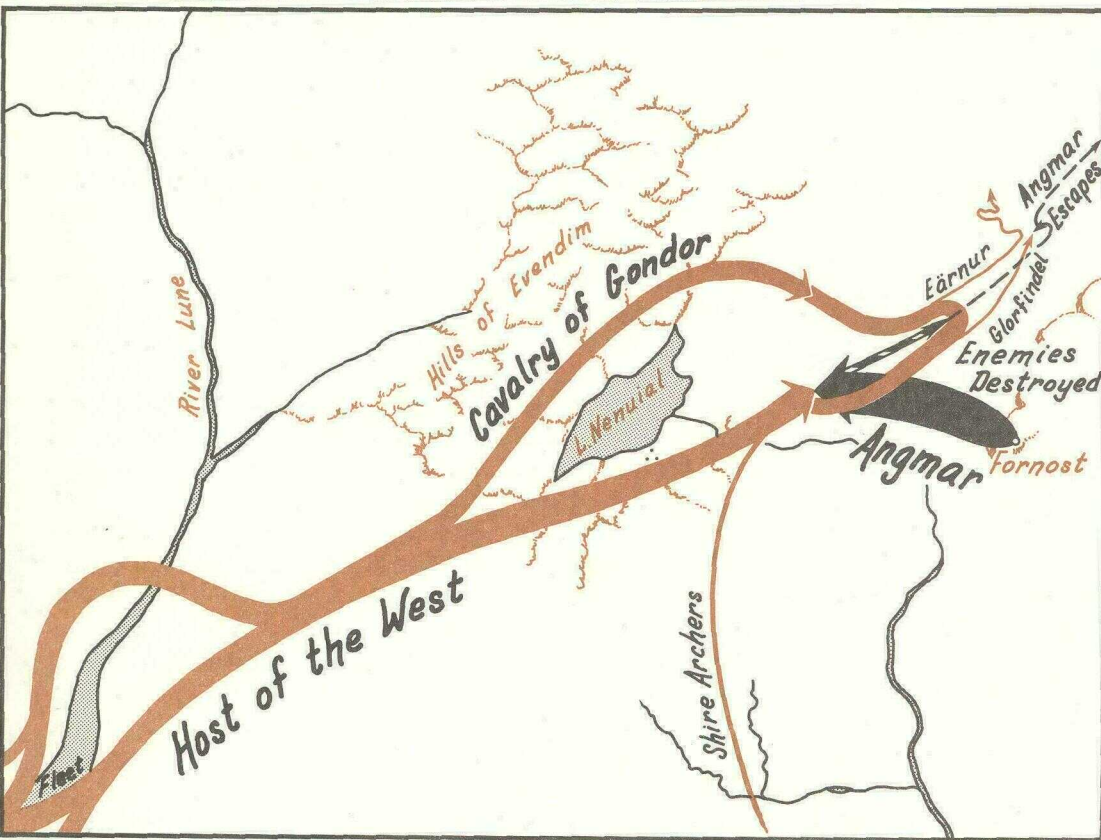 Hills of Evendim
Cavalry of Gondor
River Lune
L. Nenuial
Angmar
Escapes
Eärnur
Glorfindel
Enemies
Destroyed
Angmar
Fornost
Host of the West
Shire Archers
Fleet